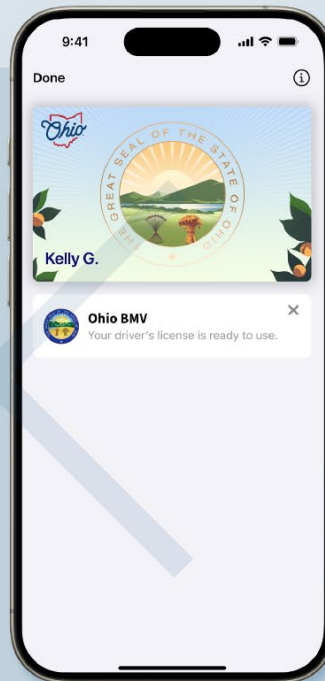 9:41
Done
Ohio
THE GREAT SEAL OF THE STATE OF OHIO
Kelly G.
Ohio BMV
Your driver's license is ready to use.